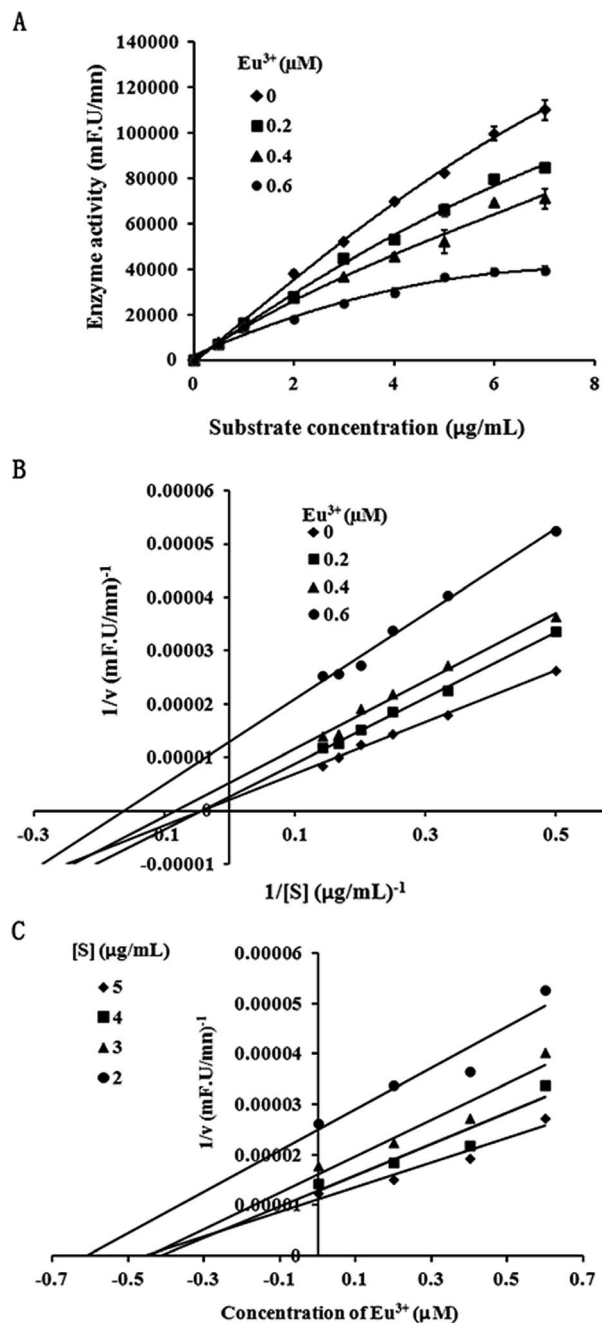 A
Eu³⁺ (μM)
0
0.2
0.4
0.6
140000
120000
100000
80000
60000
40000
20000
0
Enzyme activity (mF.U/mn)
0 2 4 6 8
Substrate concentration (μg/mL)
B
Eu³⁺ (μM)
0
0.2
0.4
0.6
0.00006
0.00005
0.00004
0.00003
0.00002
0.00001
0
-0.00001
1/v (mF.U/mn)⁻¹
-0.3 -0.1 0.1 0.3 0.5
1/[S] (μg/mL)⁻¹
C
[S] (μg/mL)
5
4
3
2
0.00006
0.00005
0.00004
0.00003
0.00002
0.00001
0
1/v (mF.U/mn)⁻¹
-0.7 -0.5 -0.3 -0.1 0.1 0.3 0.5 0.7
Concentration of Eu³⁺ (μM)